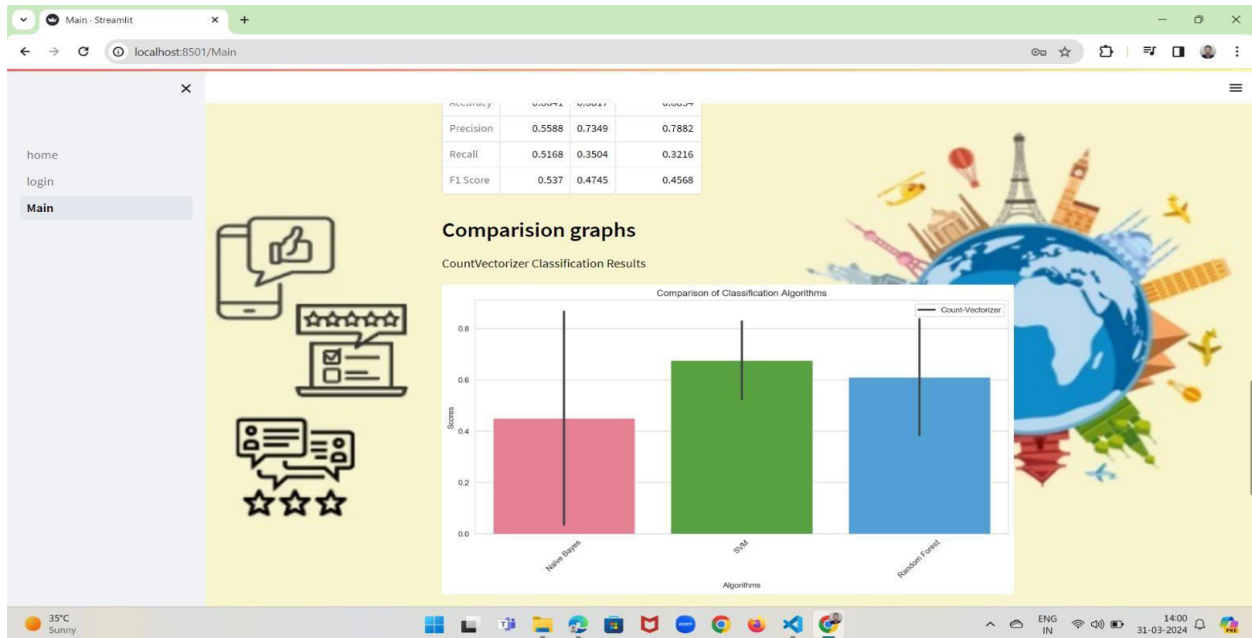 Main - Streamlit
localhost:8501/Main
home
login
Main
Accuracy
Precision 0.5588 0.7349 0.7882
Recall 0.5168 0.3504 0.3216
F1 Score 0.537 0.4745 0.4568
Comparision graphs
CountVectorizer Classification Results
Comparison of Classification Algorithms
Count-Vectorizer
0.8
0.6
0.4
0.2
0.0
Scores
Naive Bayes
SVM
Random Forest
Algorithms
35°C
Sunny
ENG
IN
14:00
31-03-2024